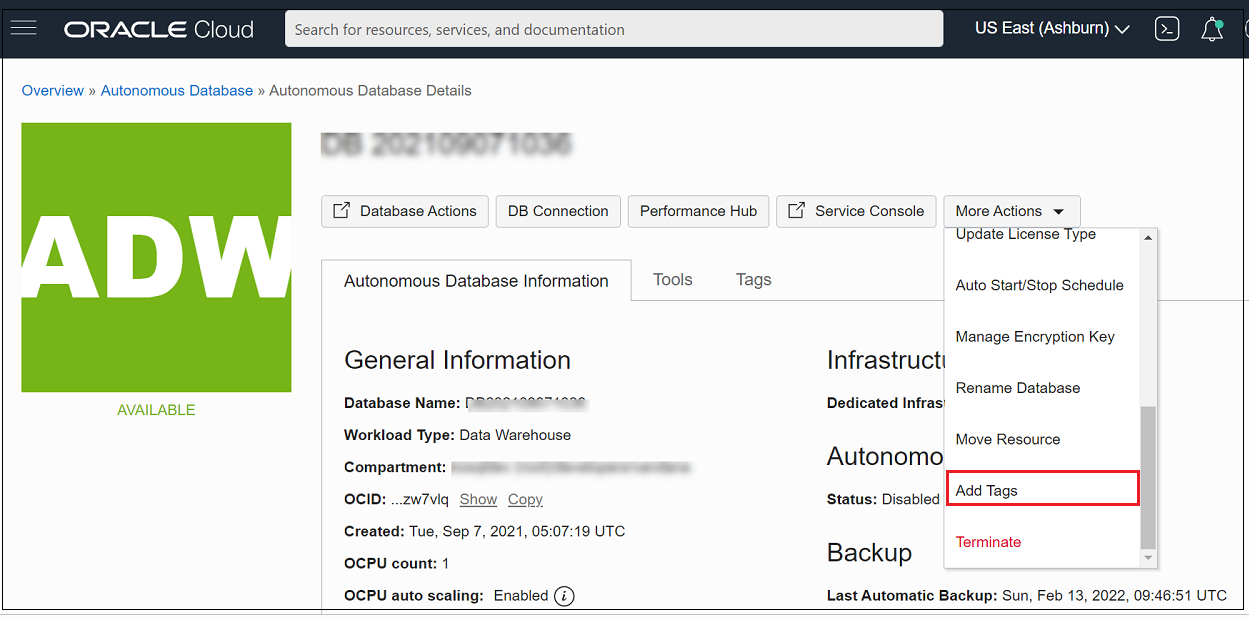 ORACLE Cloud
Search for resources, services, and documentation
US East (Ashburn)
Overview » Autonomous Database » Autonomous Database Details
ADW
AVAILABLE
DB 202109071036
Database Actions
DB Connection
Performance Hub
Service Console
More Actions
Update License Type
Auto Start/Stop Schedule
Manage Encryption Key
Rename Database
Move Resource
Add Tags
Terminate
Autonomous Database Information
Tools
Tags
General Information
Database Name:
Workload Type: Data Warehouse
Compartment:
OCID: ...zw7vlq Show Copy
Created: Tue, Sep 7, 2021, 05:07:19 UTC
OCPU count: 1
OCPU auto scaling: Enabled
Infrastructu
Dedicated Infras
Autonomo
Status: Disabled
Backup
Last Automatic Backup: Sun, Feb 13, 2022, 09:46:51 UTC